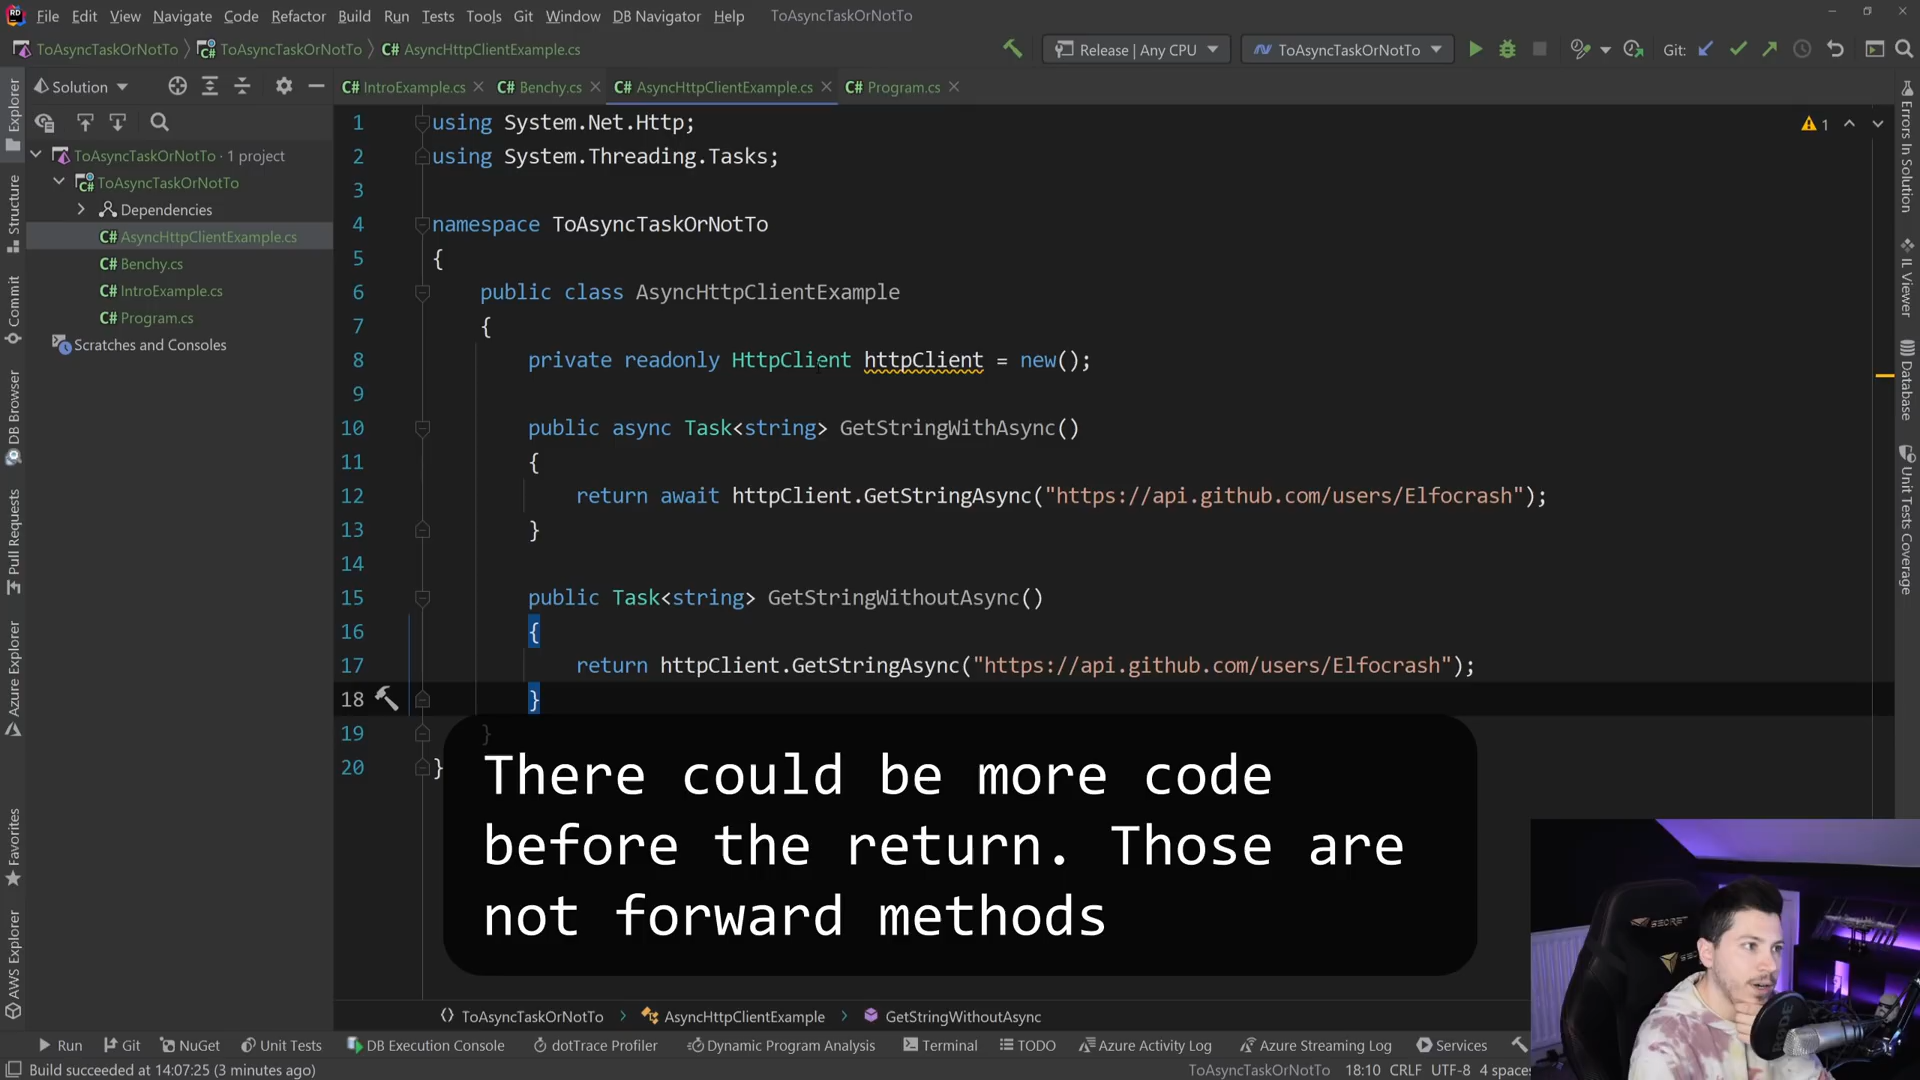 File Edit View Navigate Code Refactor Build Run Tests Tools Git Window DB Navigator Help ToAsyncTaskOrNotTo
ToAsyncTaskOrNotTo ToAsyncTaskOrNotTo C# AsyncHttpClientExample.cs Release | Any CPU ToAsyncTaskOrNotTo Git:
Solution
C# IntroExample.cs C# Benchy.cs C# AsyncHttpClientExample.cs C# Program.cs
ToAsyncTaskOrNotTo · 1 project
ToAsyncTaskOrNotTo
Dependencies
C# AsyncHttpClientExample.cs
C# Benchy.cs
C# IntroExample.cs
C# Program.cs
Scratches and Consoles
Explorer
Structure
Commit
DB Browser
Pull Requests
Azure Explorer
Favorites
AWS Explorer
1 using System.Net.Http;
2 using System.Threading.Tasks;
3
4 namespace ToAsyncTaskOrNotTo
5 {
6 public class AsyncHttpClientExample
7 {
8 private readonly HttpClient httpClient = new();
9
10 public async Task<string> GetStringWithAsync()
11 {
12 return await httpClient.GetStringAsync("https://api.github.com/users/Elfocrash");
13 }
14
15 public Task<string> GetStringWithoutAsync()
16 {
17 return httpClient.GetStringAsync("https://api.github.com/users/Elfocrash");
18 }
19 }
20 }
1
There could be more code
before the return. Those are
not forward methods
Errors In Solution
IL Viewer
Database
Unit Tests Coverage
SECRET
RODE
ToAsyncTaskOrNotTo AsyncHttpClientExample GetStringWithoutAsync
Run Git NuGet Unit Tests DB Execution Console dotTrace Profiler Dynamic Program Analysis Terminal TODO Azure Activity Log Azure Streaming Log Services
Build succeeded at 14:07:25 (3 minutes ago) ToAsyncTaskOrNotTo 18:10 CRLF UTF-8 4 spaces